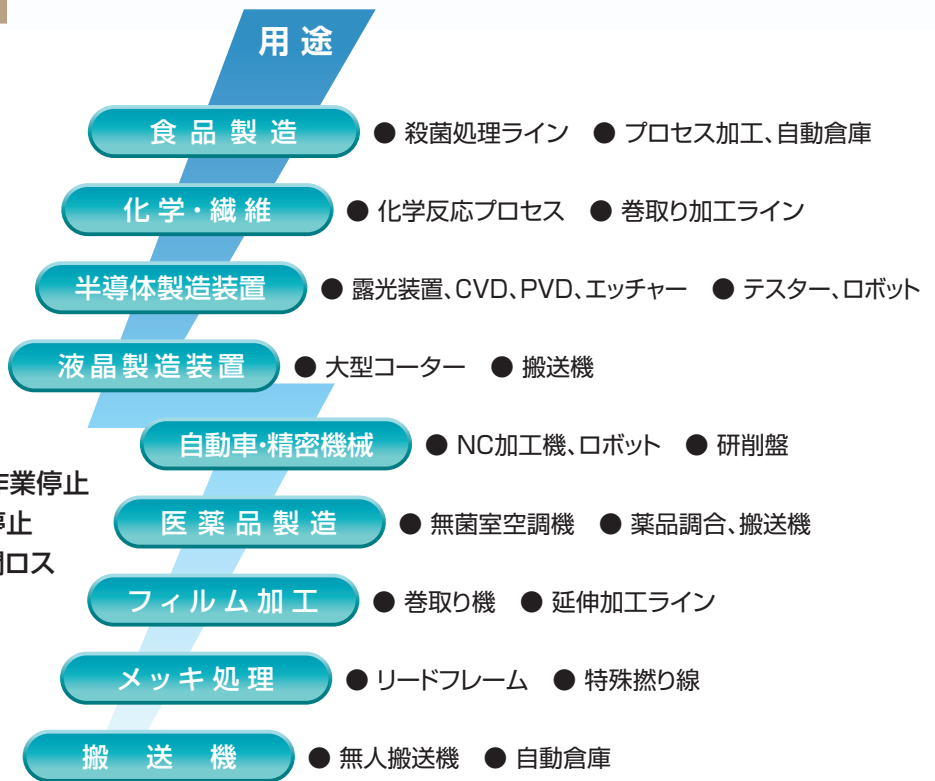 用途
食品製造 ● 殺菌処理ライン ● プロセス加工、自動倉庫
化学・繊維 ● 化学反応プロセス ● 巻取り加工ライン
半導体製造装置 ● 露光装置、CVD、PVD、エッチャー ● テスター、ロボット
液晶製造装置 ● 大型コーター ● 搬送機
自動車・精密機械 ● NC加工機、ロボット ● 研削盤
作業停止
医薬品製造 ● 無菌室空調機 ● 薬品調合、搬送機
停止
ロス
フィルム加工 ● 巻取り機 ● 延伸加工ライン
メッキ処理 ● リードフレーム ● 特殊撚り線
搬送機 ● 無人搬送機 ● 自動倉庫